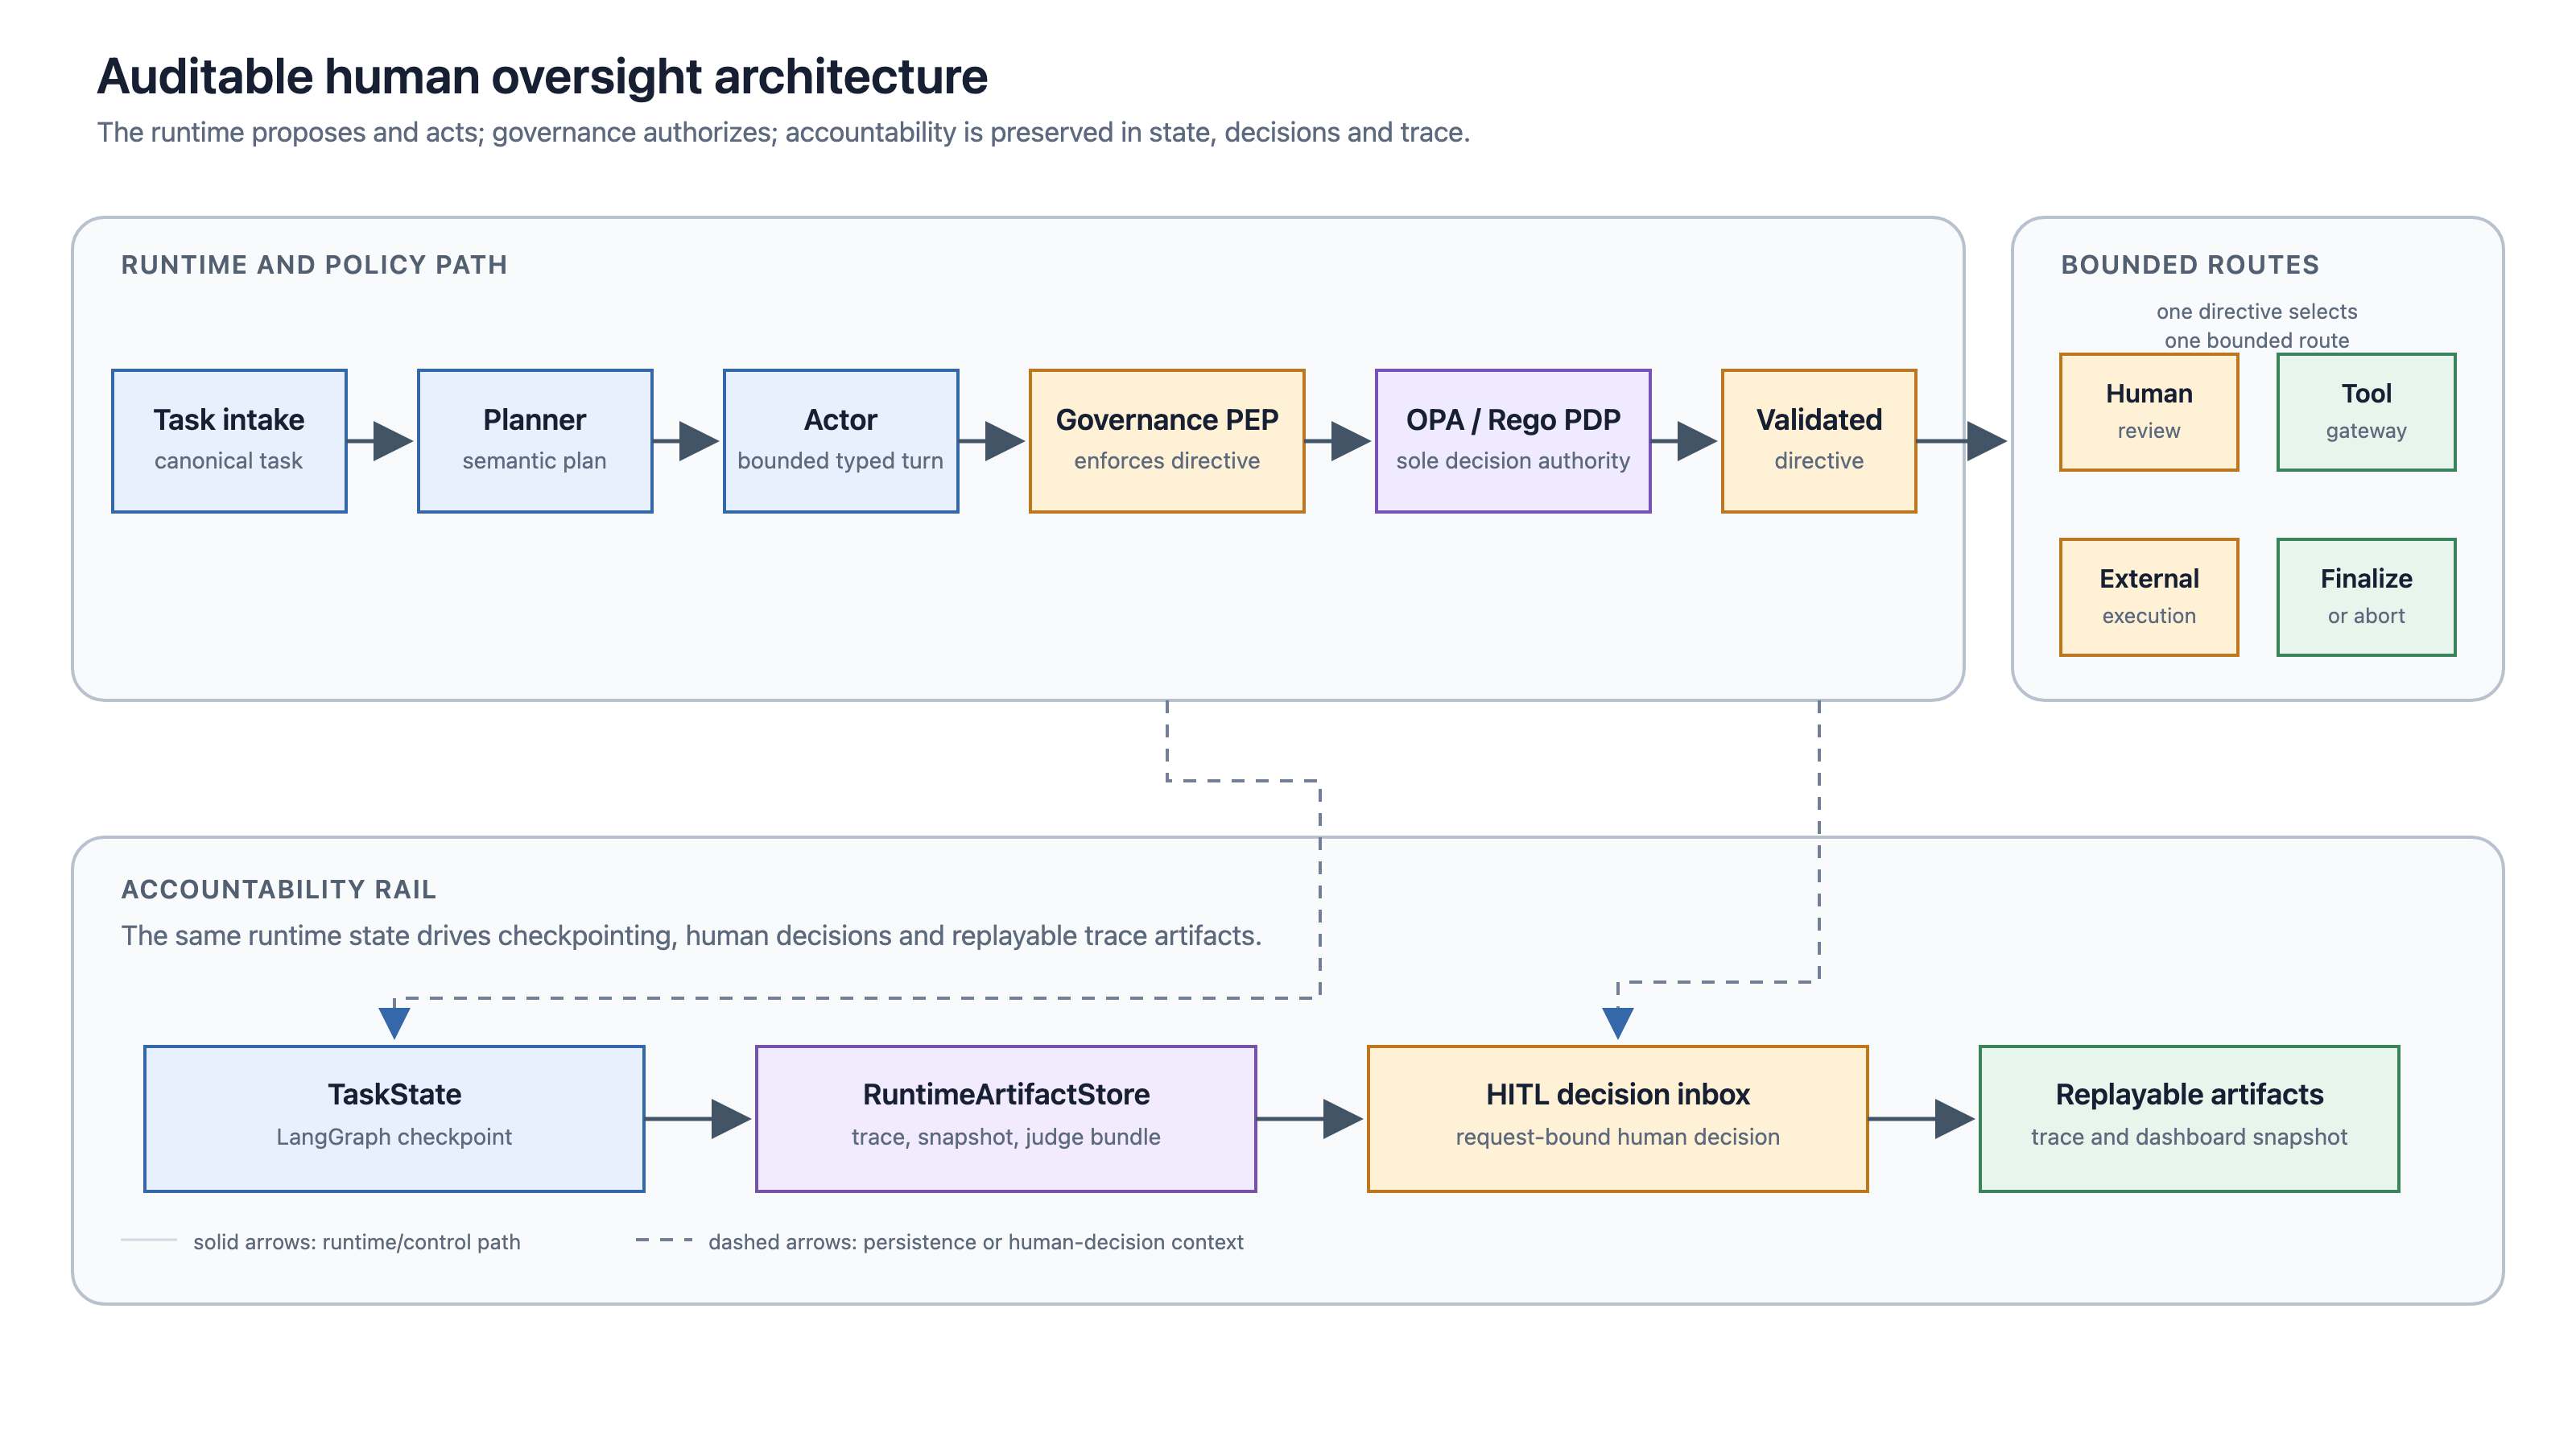 Auditable human oversight architecture
The runtime proposes and acts; governance authorizes; accountability is preserved in state, decisions and trace.
RUNTIME AND POLICY PATH
Task intake
canonical task
Planner
semantic plan
Actor
bounded typed turn
Governance PEP
enforces directive
OPA / Rego PDP
sole decision authority
Validated
directive
BOUNDED ROUTES
one directive selects
one bounded route
Human
review
Tool
gateway
External
execution
Finalize
or abort
ACCOUNTABILITY RAIL
The same runtime state drives checkpointing, human decisions and replayable trace artifacts.
TaskState
LangGraph checkpoint
RuntimeArtifactStore
trace, snapshot, judge bundle
HITL decision inbox
request-bound human decision
Replayable artifacts
trace and dashboard snapshot
solid arrows: runtime/control path
dashed arrows: persistence or human-decision context